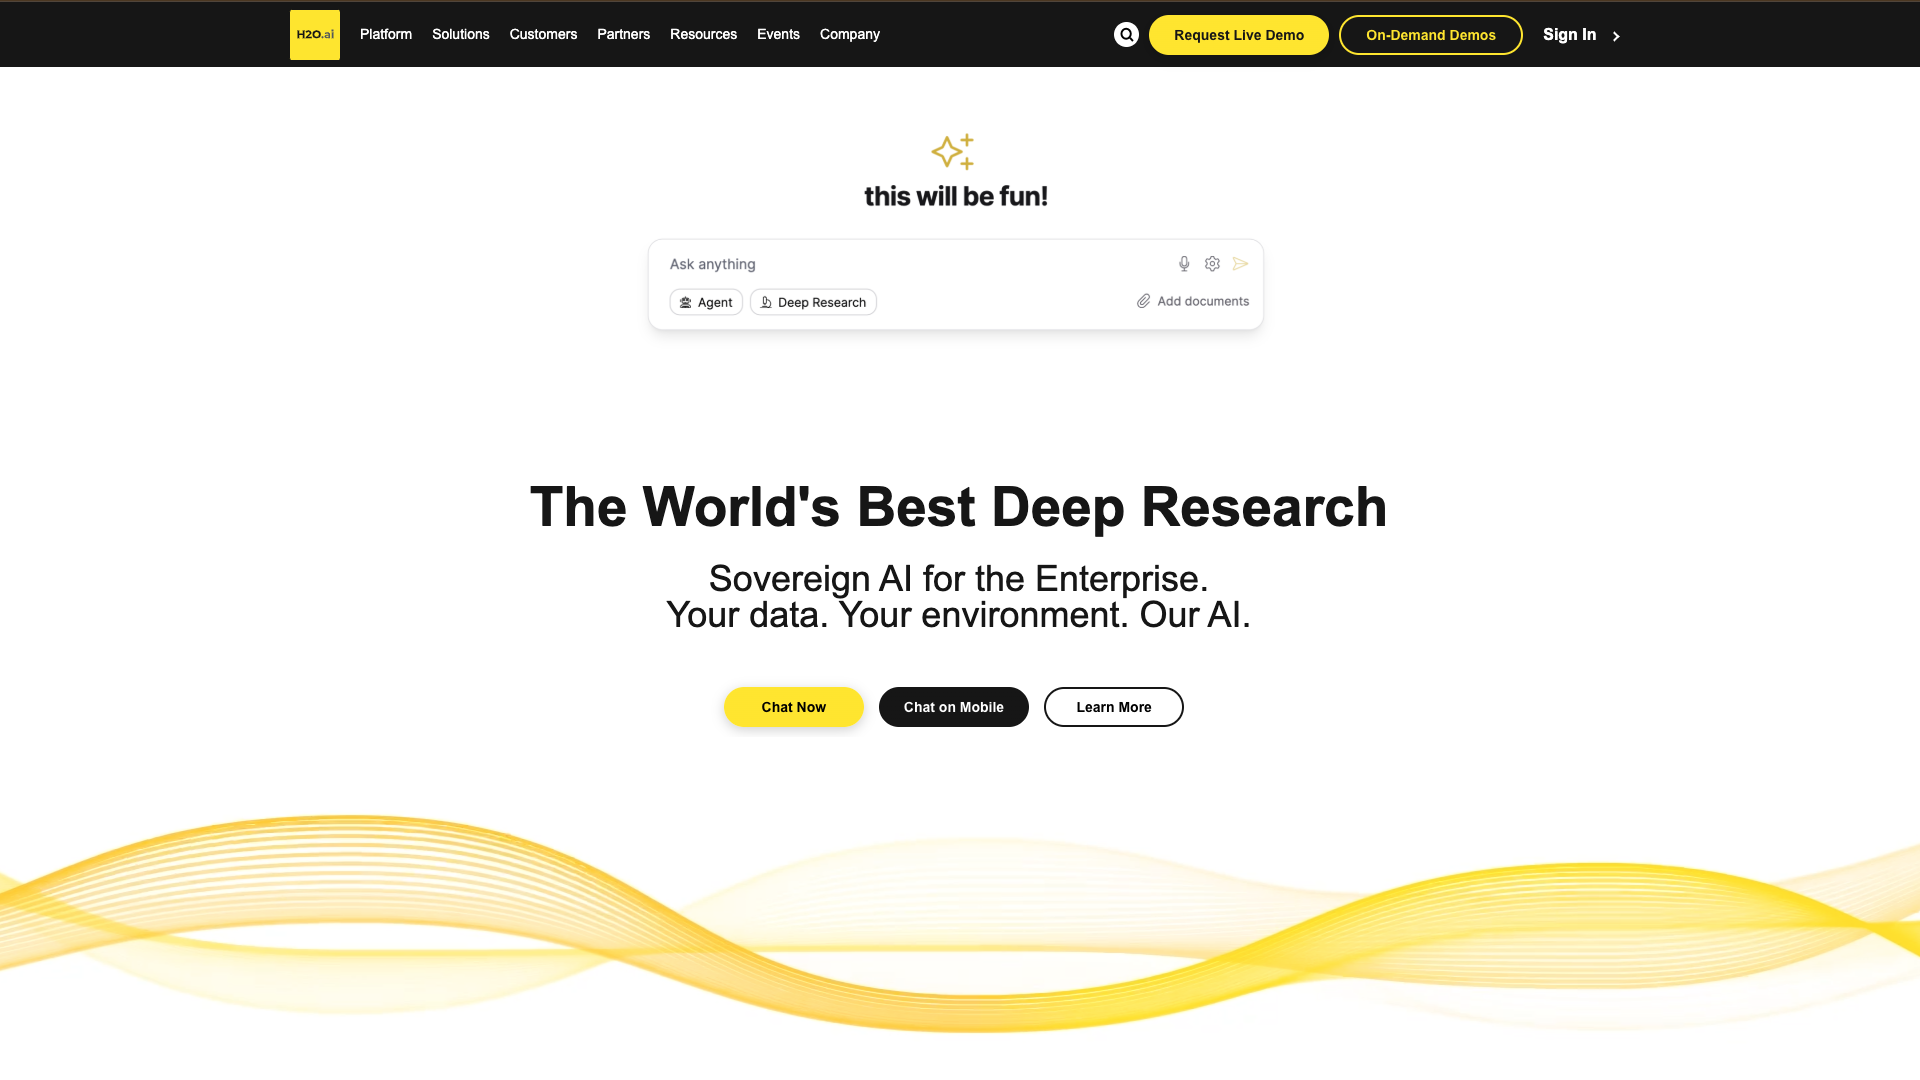 H2O.ai Platform Solutions Customers Partners Resources Events Company Request Live Demo On-Demand Demos Sign In
this will be fun!
Ask anything
Agent Deep Research Add documents
The World's Best Deep Research
Sovereign AI for the Enterprise.
Your data. Your environment. Our AI.
Chat Now Chat on Mobile Learn More